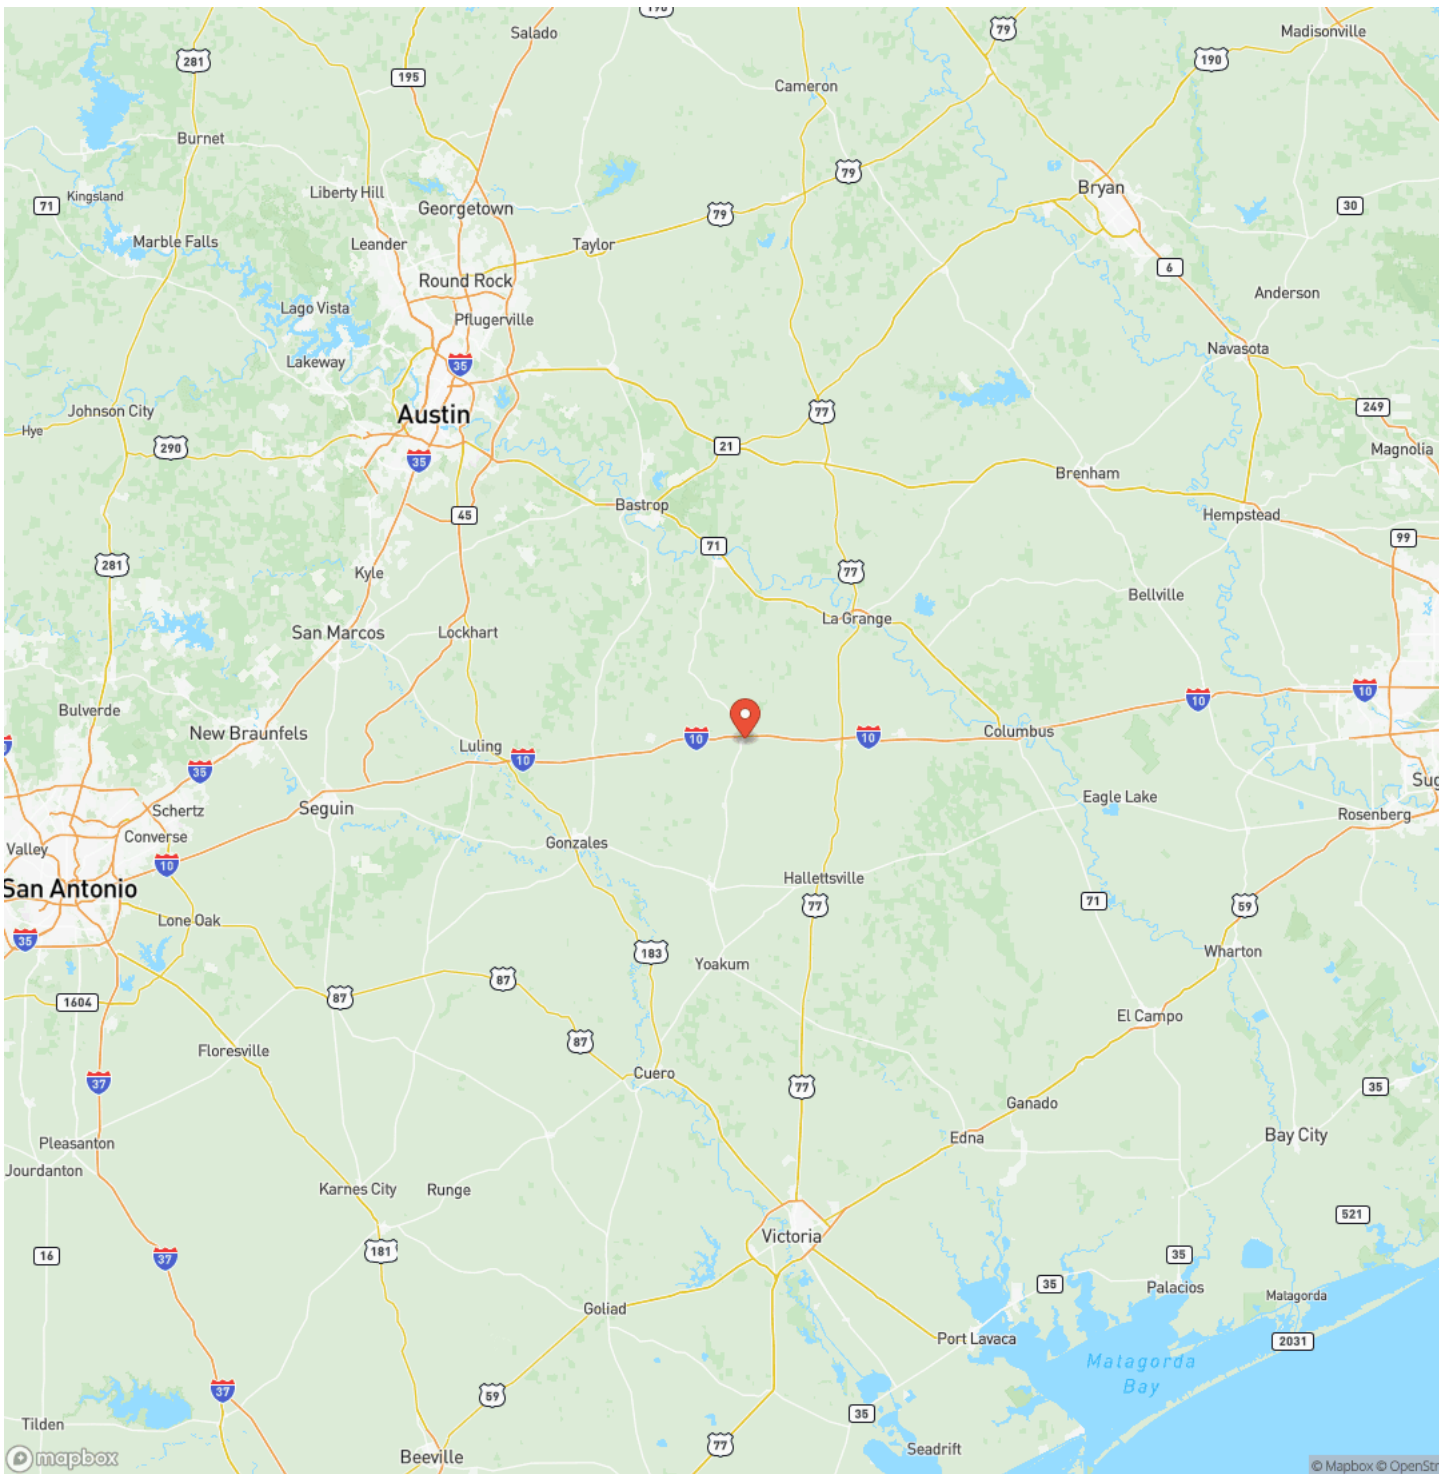 190
Salado
79
Madisonville
281
190
195
Cameron
Burnet
79
Bryan
Kingsland
Liberty Hill
71
Georgetown
79
30
Marble Falls
Leander
Taylor
6
Round Rock
Anderson
Lago Vista
Pflugerville
Navasota
Lakeway
35
Johnson City
Austin
77
249
Hye
290
21
Magnolia
35
Brenham
Bastrop
Hempstead
45
99
71
281
Kyle
77
Bellville
La Grange
San Marcos
Lockhart
10
10
Bulverde
New Braunfels
Luling
10
10
Columbus
10
35
Sug
Schertz
Seguin
Eagle Lake
Rosenberg
Converse
Valley
Gonzales
10
Hallettsville
San Antonio
77
71
59
Lone Oak
35
183
Wharton
Yoakum
87
87
1604
El Campo
87
Floresville
Cuero
37
77
35
Ganado
Edna
Bay City
Pleasanton
Jourdanton
Karnes City
Runge
521
Victoria
16
37
181
35
35
Palacios
Goliad
Matagorda
Port Lavaca
2031
Matagorda
Bay
37
59
35
Tilden
77
Seadrift
Beeville
mapbox
© Mapbox © OpenStr